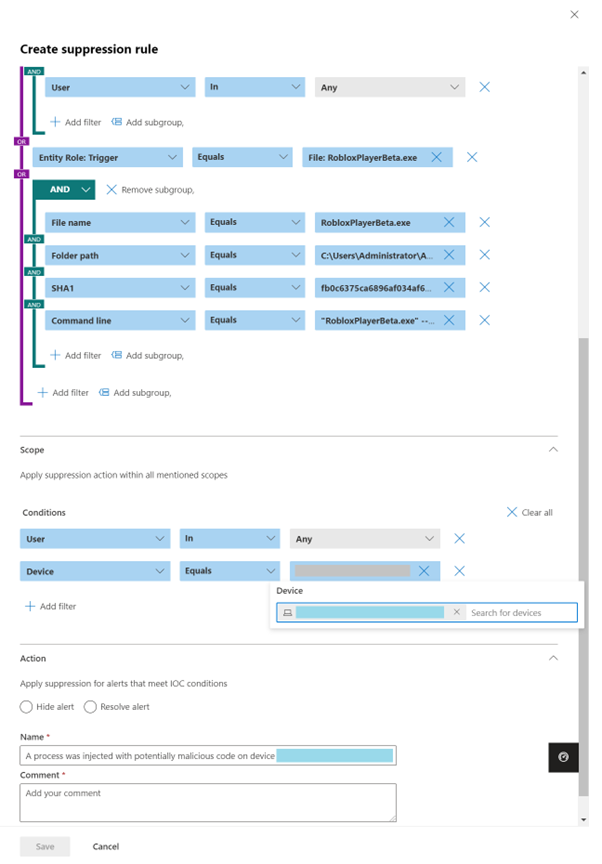 Create suppression rule
AND
User In Any
Add filter Add subgroup,
OR
Entity Role: Trigger Equals File: RobloxPlayerBeta.exe
OR
AND Remove subgroup,
File name Equals RobloxPlayerBeta.exe
AND
Folder path Equals C:\Users\Administrator\A...
AND
SHA1 Equals fb0c6375ca6896af034af6...
AND
Command line Equals "RobloxPlayerBeta.exe" --...
Add filter Add subgroup,
Add filter Add subgroup,
Scope
Apply suppression action within all mentioned scopes
Conditions Clear all
User In Any
Device Equals
Add filter
Device
Search for devices
Action
Apply suppression for alerts that meet IOC conditions
Hide alert Resolve alert
Name *
A process was injected with potentially malicious code on device
Comment *
Add your comment
Save Cancel